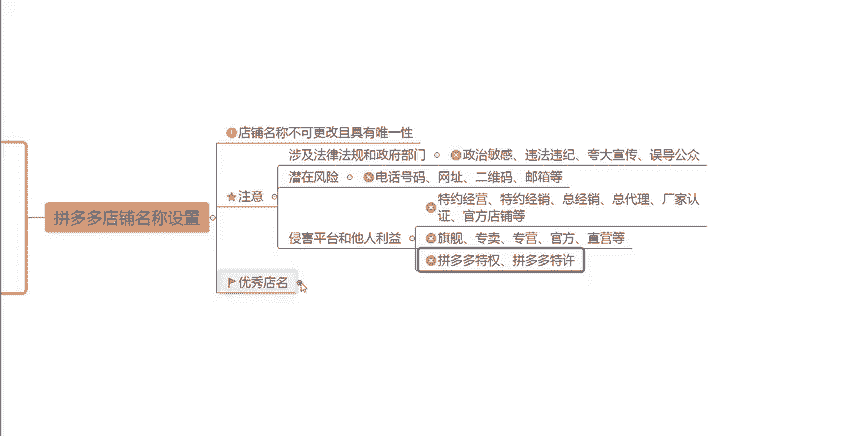 店铺名称不可更改且具有唯一性
涉及法律法规和政府部门
政治敏感、违法违纪、夸大宣传、误导公众
潜在风险
电话号码、网址、二维码、邮箱等
注意
特约经营、特约经销、总经销、总代理、厂家认
证、官方店铺等
拼多多店铺名称设置
侵害平台和他人利益
旗舰、专卖、专营、官方、直营等
拼多多特权、拼多多特许
优秀店名